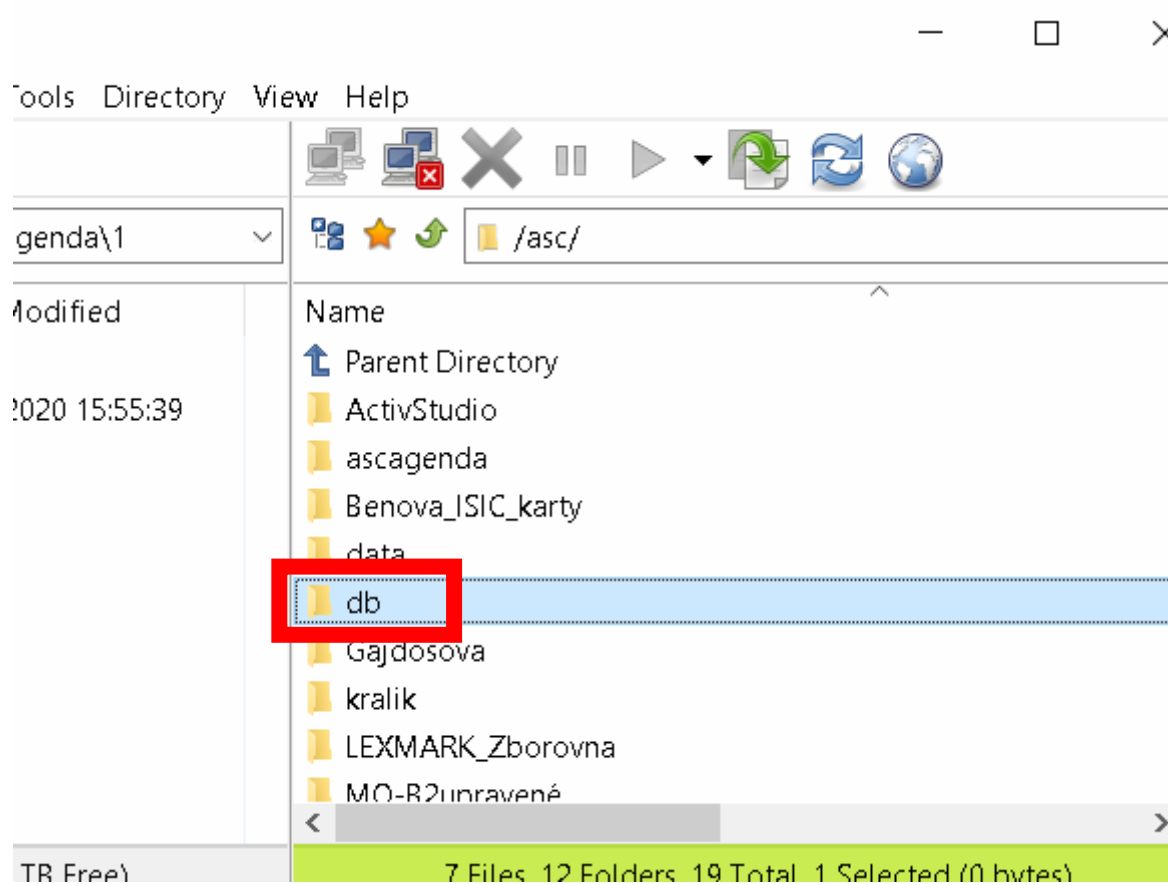 Tools Directory View Help
genda\1
/asc/
Modified
Name
Parent Directory
2020 15:55:39
ActivStudio
ascagenda
Benova_ISIC_karty
data
db
Gajdosova
kralik
LEXMARK_Zborovna
MO-B2upravené
TB Free)
7 Files, 12 Folders, 19 Total, 1 Selected (0 bytes)